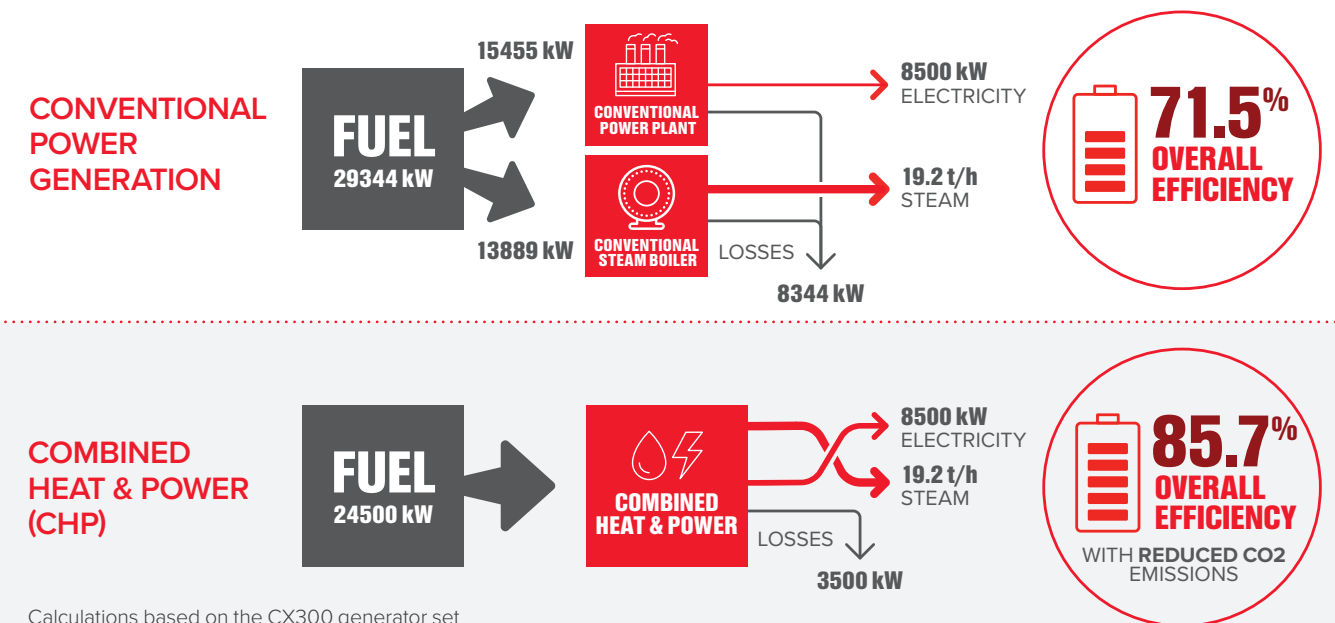 CONVENTIONAL
POWER
GENERATION
FUEL
29344 kW
15455 kW
13889 kW
CONVENTIONAL
POWER PLANT
CONVENTIONAL
STEAM BOILER
8500 kW
ELECTRICITY
19.2 t/h
STEAM
LOSSES
8344 kW
71.5%
OVERALL
EFFICIENCY
COMBINED
HEAT & POWER
(CHP)
FUEL
24500 kW
COMBINED
HEAT & POWER
8500 kW
ELECTRICITY
19.2 t/h
STEAM
LOSSES
3500 kW
85.7%
OVERALL
EFFICIENCY
WITH REDUCED CO2
EMISSIONS
Calculations based on the CX300 generator set